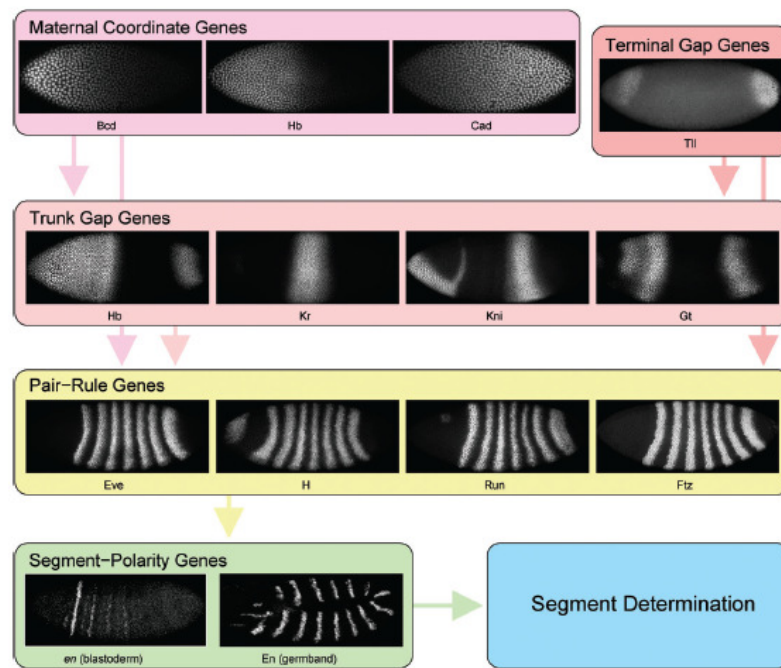 Maternal Coordinate Genes
Bcd
Hb
Cad
Terminal Gap Genes
Tll
Trunk Gap Genes
Hb
Kr
Kni
Gt
Pair−Rule Genes
Eve
H
Run
Ftz
Segment−Polarity Genes
en (blastoderm)
En (germband)
Segment Determination